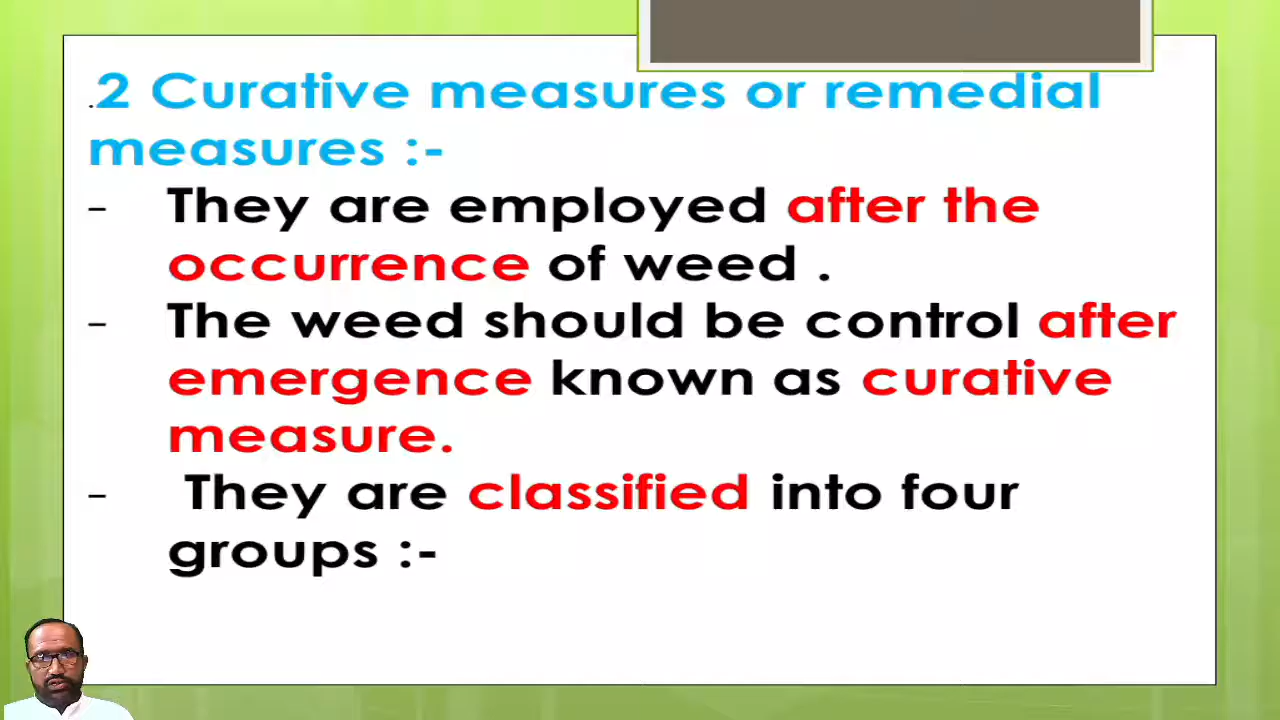 .2 Curative measures or remedial
measures :-
- They are employed after the
occurrence of weed .
- The weed should be control after
emergence known as curative
measure.
- They are classified into four
groups :-